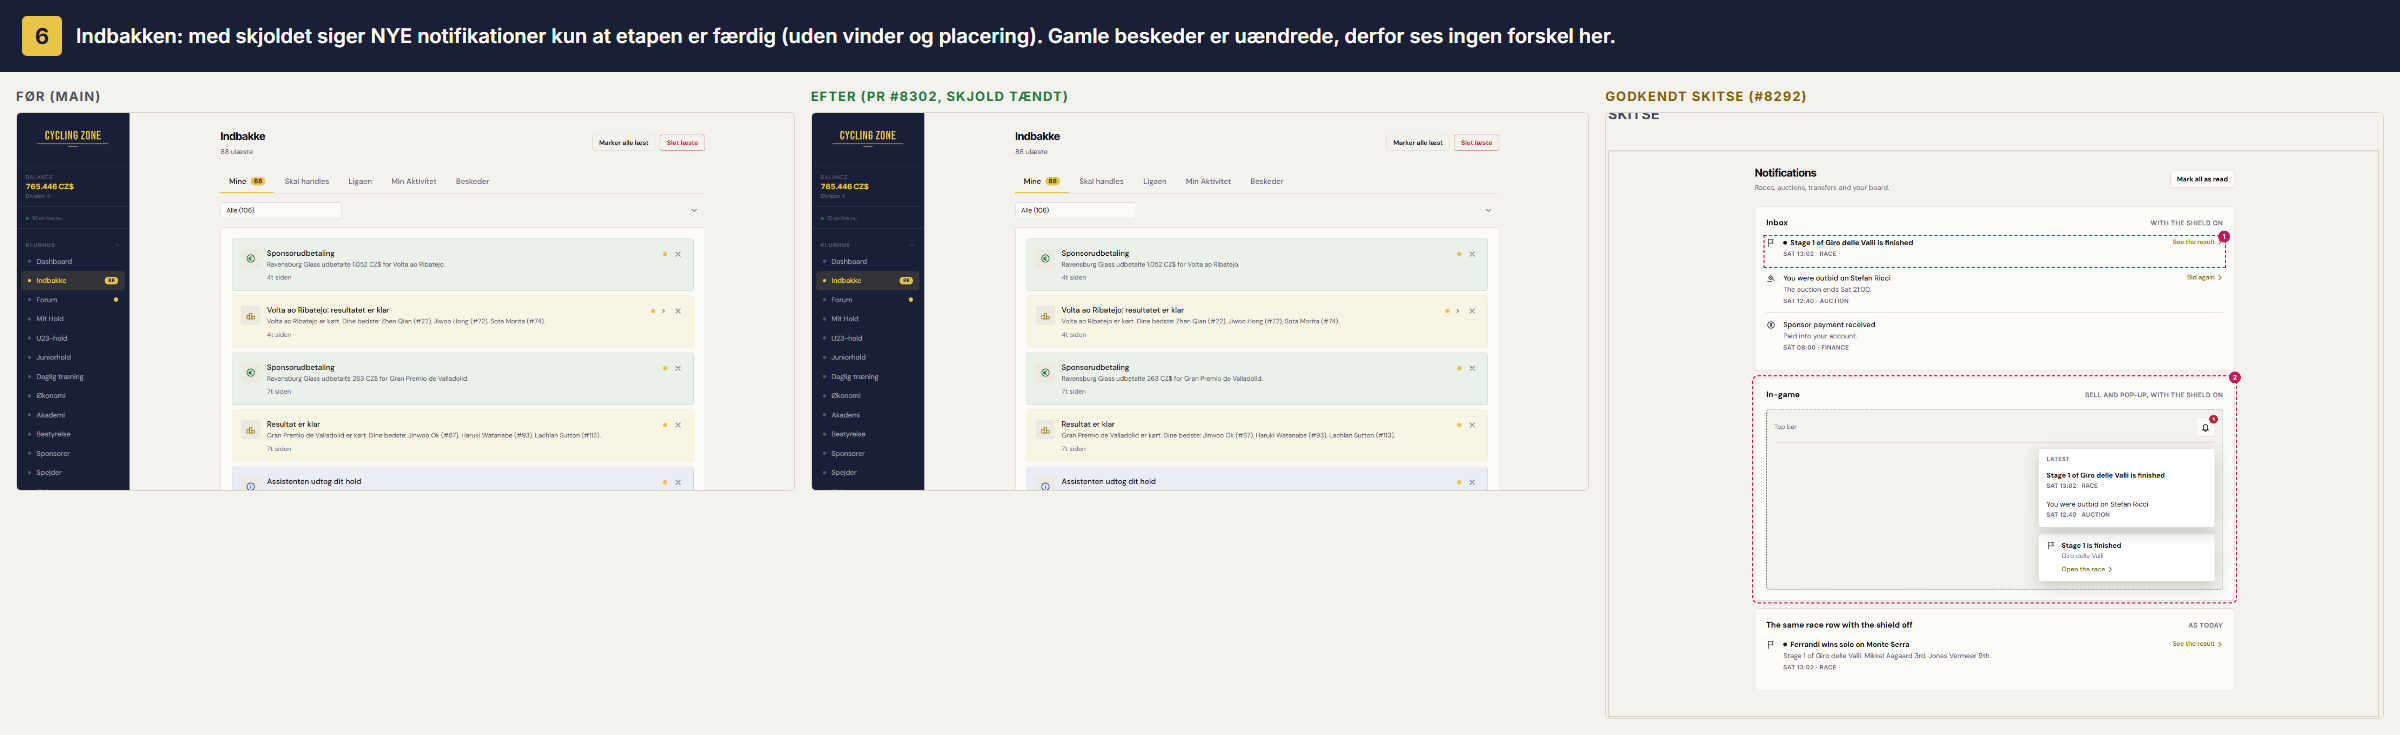 6 Indbakken: med skjoldet siger NYE notifikationer kun at etapen er færdig (uden vinder og placering). Gamle beskeder er uændrede, derfor ses ingen forskel her.
FØR (MAIN)
CYCLING ZONE
BALANCE
765.446 CZ$
Division 4
10 online nu
KLUBHUS
Dashboard
Indbakke 88
Forum
Mit Hold
U23-hold
Juniorhold
Daglig træning
Økonomi
Akademi
Bestyrelse
Sponsorer
Spejder
Indbakke
88 ulæste
Marker alle læst
Slet læste
Mine 88 Skal handles Ligaen Min Aktivitet Beskeder
Alle (106)
Sponsorudbetaling
Ravensburg Glass udbetalte 1.052 CZ$ for Volta ao Ribatejo.
4t siden
Volta ao Ribatejo: resultatet er klar
Volta ao Ribatejo er kørt. Dine bedste: Zhen Qian (#22), Jiwoo Hong (#72), Sota Morita (#74).
4t siden
Sponsorudbetaling
Ravensburg Glass udbetalte 263 CZ$ for Gran Premio de Valladolid.
7t siden
Resultat er klar
Gran Premio de Valladolid er kørt. Dine bedste: Jinwoo Ok (#87), Haruki Watanabe (#93), Lachlan Sutton (#113).
7t siden
Assistenten udtog dit hold
EFTER (PR #8302, SKJOLD TÆNDT)
CYCLING ZONE
BALANCE
765.446 CZ$
Division 4
10 online nu
KLUBHUS
Dashboard
Indbakke 88
Forum
Mit Hold
U23-hold
Juniorhold
Daglig træning
Økonomi
Akademi
Bestyrelse
Sponsorer
Spejder
Indbakke
88 ulæste
Marker alle læst
Slet læste
Mine 88 Skal handles Ligaen Min Aktivitet Beskeder
Alle (106)
Sponsorudbetaling
Ravensburg Glass udbetalte 1.052 CZ$ for Volta ao Ribatejo.
4t siden
Volta ao Ribatejo: resultatet er klar
Volta ao Ribatejo er kørt. Dine bedste: Zhen Qian (#22), Jiwoo Hong (#72), Sota Morita (#74).
4t siden
Sponsorudbetaling
Ravensburg Glass udbetalte 263 CZ$ for Gran Premio de Valladolid.
7t siden
Resultat er klar
Gran Premio de Valladolid er kørt. Dine bedste: Jinwoo Ok (#87), Haruki Watanabe (#93), Lachlan Sutton (#113).
7t siden
Assistenten udtog dit hold
GODKENDT SKITSE (#8292)
SKITSE
Notifications
Races, auctions, transfers and your board.
Mark all as read
Inbox WITH THE SHIELD ON
1
Stage 1 of Giro delle Valli is finished See the result
SAT 13:02 · RACE
You were outbid on Stefan Ricci Bid again
The auction ends Sat 21:00.
SAT 12:40 · AUCTION
Sponsor payment received
Paid into your account.
SAT 08:00 · FINANCE
2
In-game BELL AND POP-UP, WITH THE SHIELD ON
Top bar 1
LATEST
Stage 1 of Giro delle Valli is finished
SAT 13:02 · RACE
You were outbid on Stefan Ricci
SAT 12:40 · AUCTION
Stage 1 is finished
Giro delle Valli
Open the race
The same race row with the shield off AS TODAY
Ferrandi wins solo on Monte Serra See the result
Stage 1 of Giro delle Valli. Mikkel Aagaard 3rd, Jonas Vermeer 9th.
SAT 13:02 · RACE